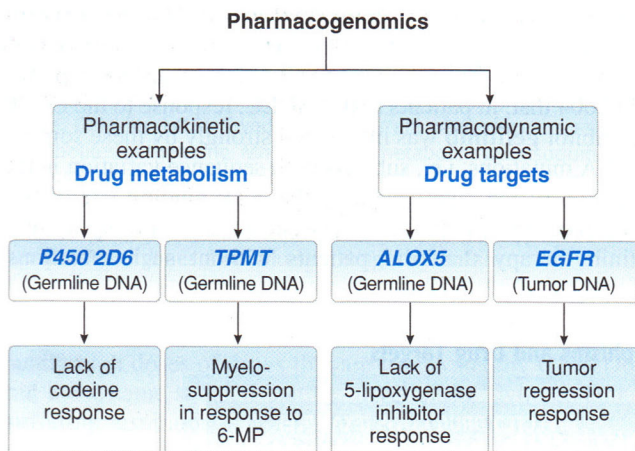 Pharmacogenomics
Pharmacokinetic
examples
Drug metabolism
Pharmacodynamic
examples
Drug targets
P450 2D6
(Germline DNA)
TPMT
(Germline DNA)
ALOX5
(Germline DNA)
EGFR
(Tumor DNA)
Lack of
codeine
response
Myelo-
suppression
in response to
6-MP
Lack of
5-lipoxygenase
inhibitor
response
Tumor
regression
response